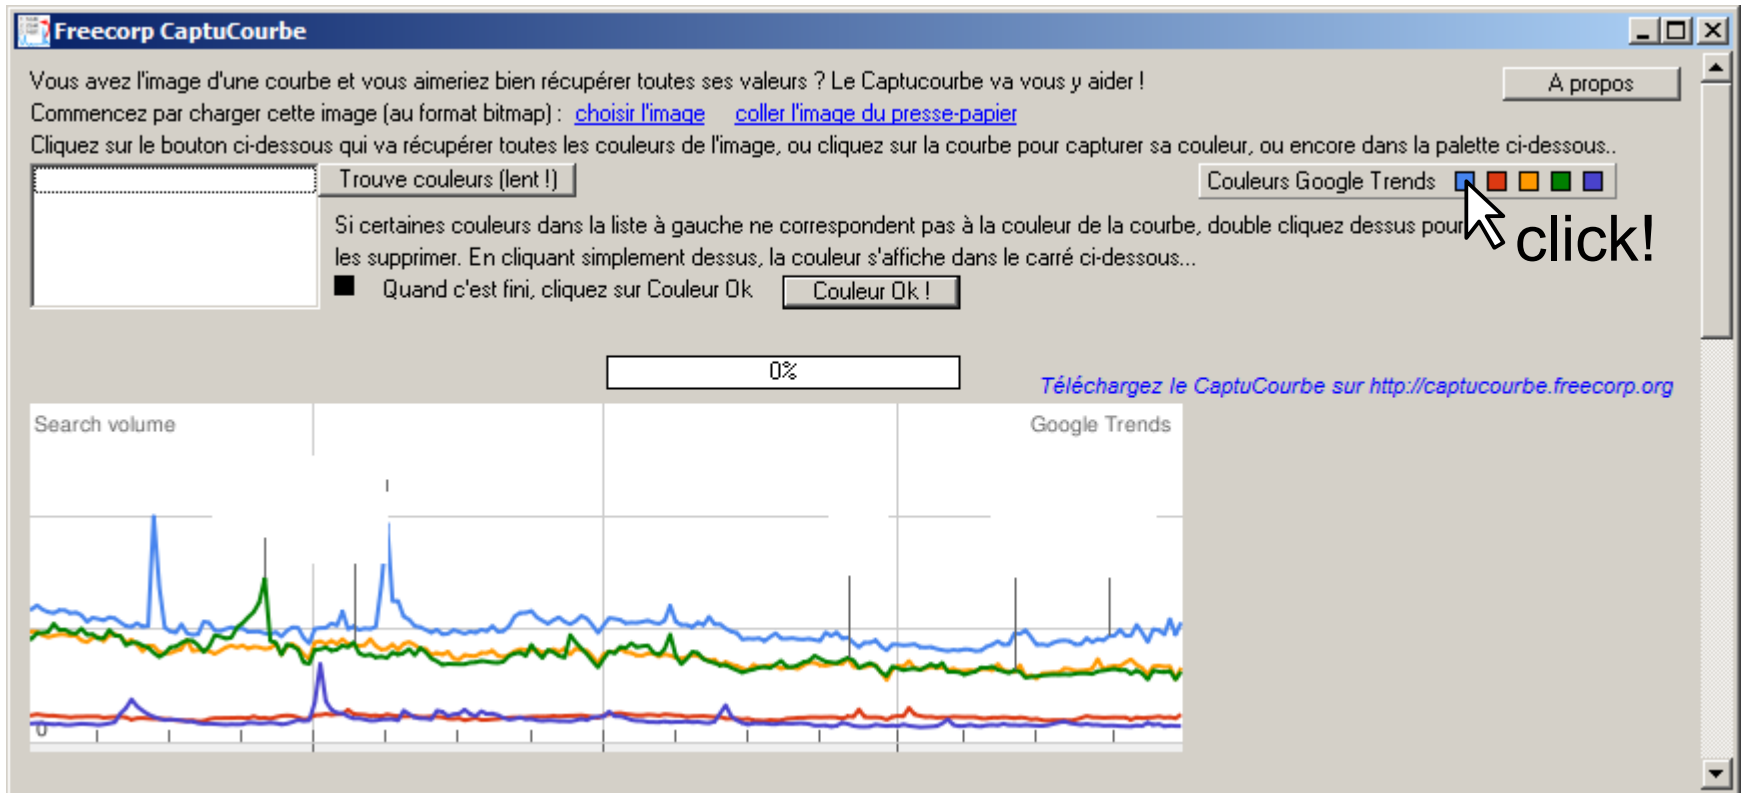 Freecorp CaptuCourbe
Vous avez l'image d'une courbe et vous aimeriez bien récupérer toutes ses valeurs ? Le Captucourbe va vous y aider !
A propos
Commencez par charger cette image (au format bitmap) : choisir l'image coller l'image du presse-papier
Cliquez sur le bouton ci-dessous qui va récupérer toutes les couleurs de l'image, ou cliquez sur la courbe pour capturer sa couleur, ou encore dans la palette ci-dessous..
Trouve couleurs (lent !)
Couleurs Google Trends
Si certaines couleurs dans la liste à gauche ne correspondent pas à la couleur de la courbe, double cliquez dessus pour
click!
les supprimer. En cliquant simplement dessus, la couleur s'affiche dans le carré ci-dessous...
Quand c'est fini, cliquez sur Couleur Ok
Couleur Ok !
0%
Téléchargez le CaptuCourbe sur http://captucourbe.freecorp.org
Search volume
Google Trends
0